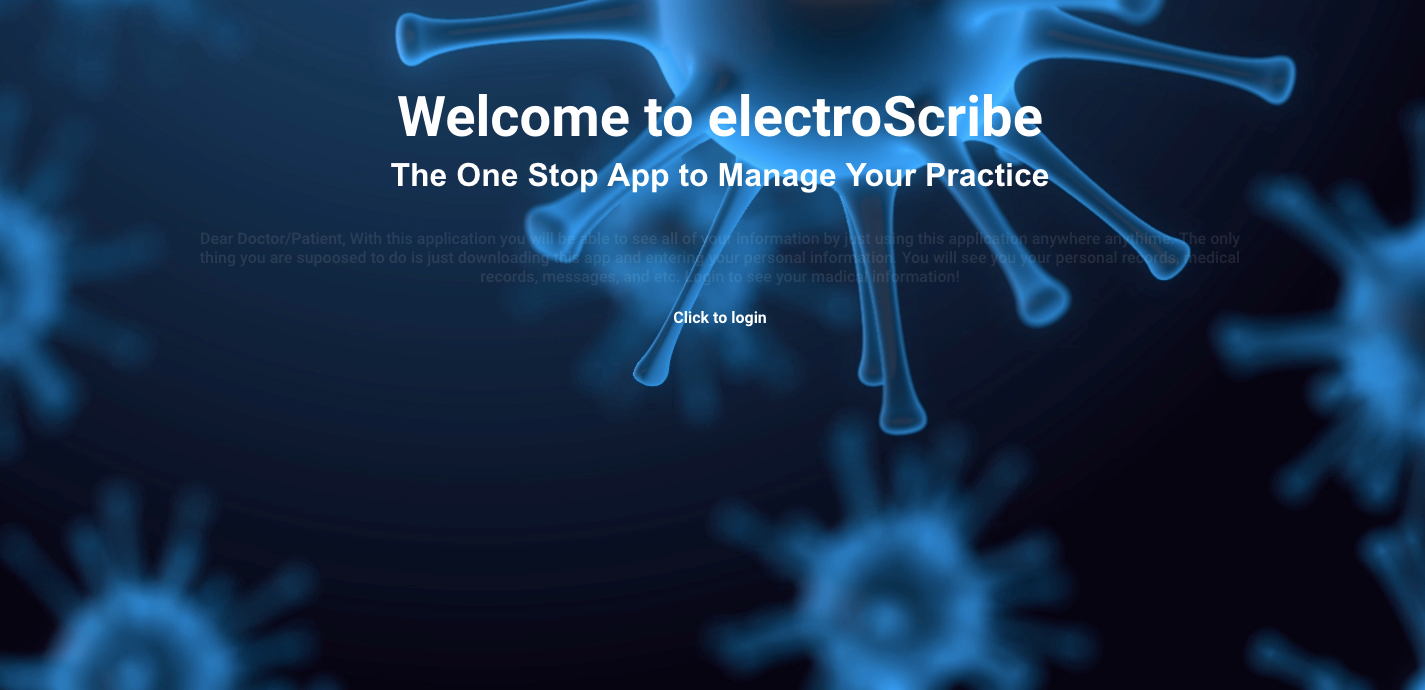 Welcome to electroScribe
The One Stop App to Manage Your Practice
Dear Doctor/Patient, With this application you will be able to see all of your information by just using this application anywhere anythime. The only
thing you are supoosed to do is just downloading this app and entering your personal information. You will see you your personal records, medical
records, messages, and etc. Login to see your madical information!
Click to login